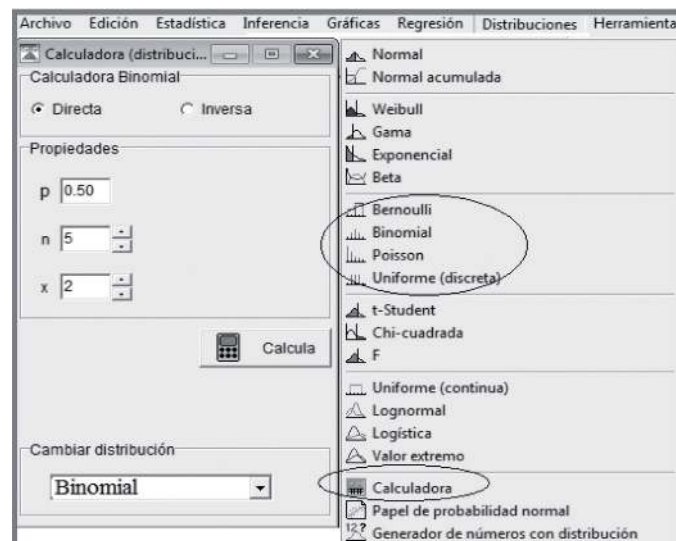 Archivo Edición Estadística Inferencia Gráficas Regresión Distribuciones Herramienta
Calculadora (distribuci...
Calculadora Binomial
Directa Inversa
Propiedades
p 0.50
n 5
x 2
Calcula
Cambiar distribución
Binomial
Normal
Normal acumulada
Weibull
Gama
Exponencial
Beta
Bernoulli
Binomial
Poisson
Uniforme (discreta)
t-Student
Chi-cuadrada
F
Uniforme (continua)
Lognormal
Logística
Valor extremo
Calculadora
Papel de probabilidad normal
12.? Generador de números con distribución